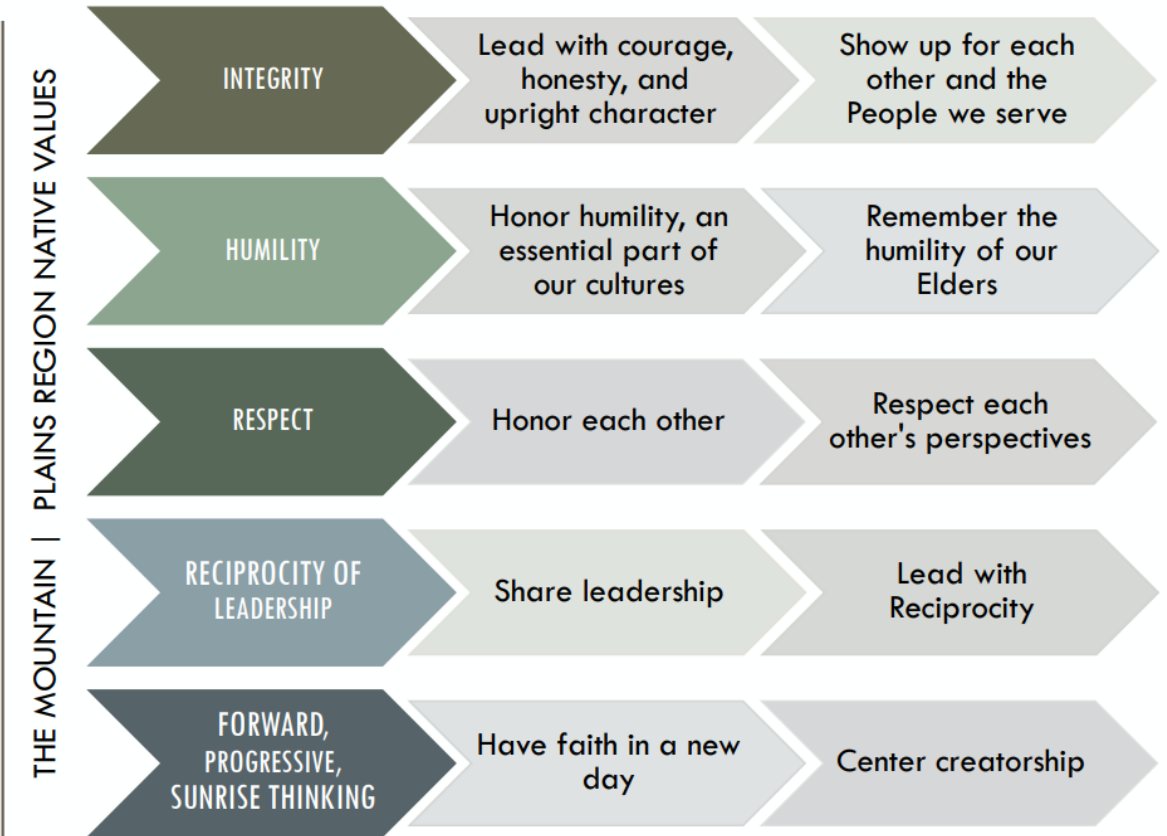 THE MOUNTAIN | PLAINS REGION NATIVE VALUES
INTEGRITY
Lead with courage,
honesty, and
upright character
Show up for each
other and the
People we serve
HUMILITY
Honor humility, an
essential part of
our cultures
Remember the
humility of our
Elders
RESPECT
Honor each other
Respect each
other's perspectives
RECIPROCITY OF
LEADERSHIP
Share leadership
Lead with
Reciprocity
FORWARD,
PROGRESSIVE,
SUNRISE THINKING
Have faith in a new
day
Center creatorship